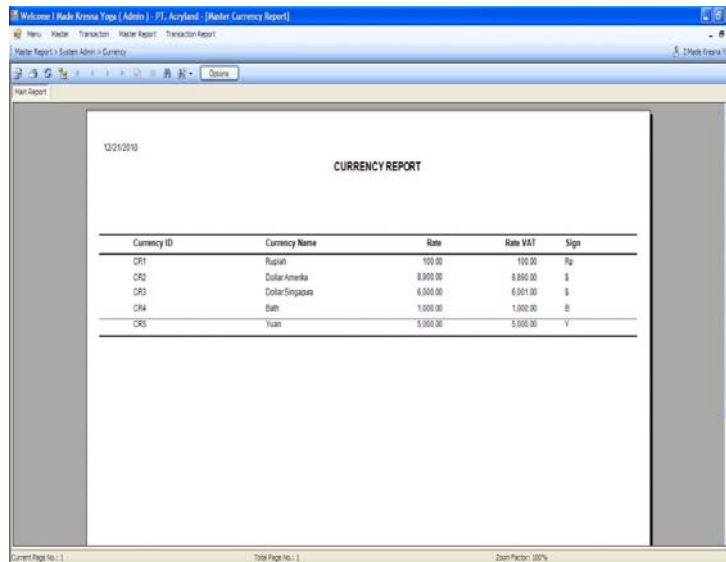 Welcome I Made Kresna Yoga ( Admin ) - PT. Acryland - [Master Currency Report]
Menu Master Transaction Master Report Transaction Report
Master Report > System Admin > Currency I Made Kresna Y
Options
Main Report
12/21/2010
CURRENCY REPORT
Currency ID Currency Name Rate Rate VAT Sign
CR1 Rupiah 100.00 100.00 Rp
CR2 Dollar Amerika 8,900.00 8,890.00 $
CR3 Dollar Singapura 6,000.00 6,001.00 $
CR4 Bath 1,000.00 1,000.00 B
CR5 Yuan 5,000.00 5,000.00 Y
Current Page No.: 1 Total Page No.: 1 Zoom Factor: 100%